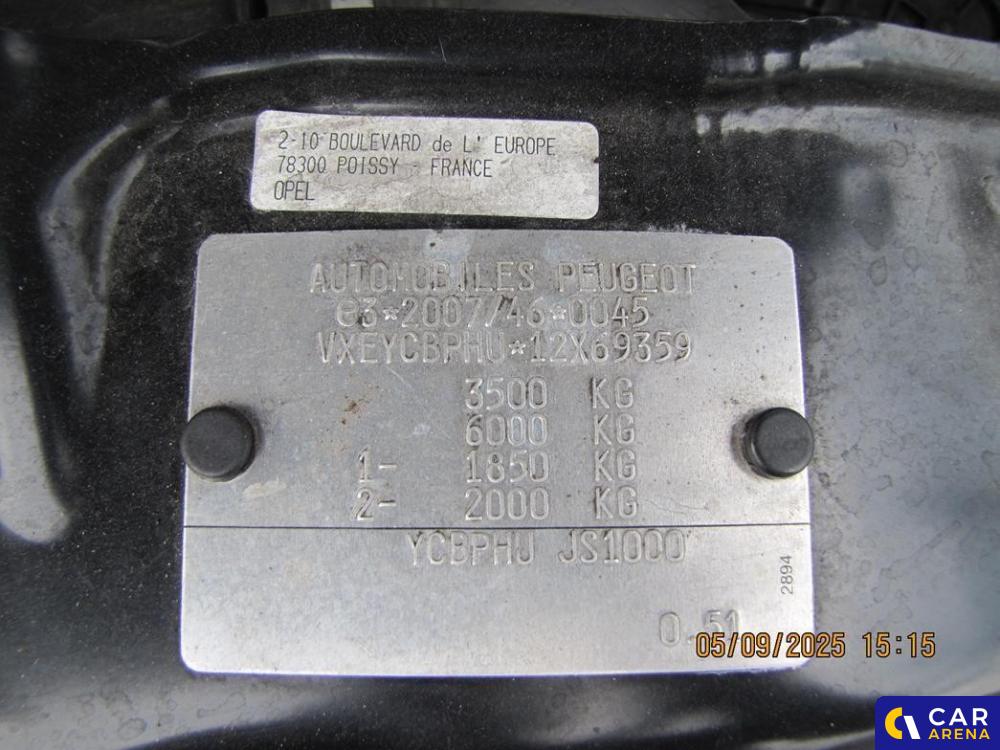 2-10 BOULEVARD de L' EUROPE
78300 POISSY - FRANCE
OPEL
AUTOMOBILES PEUGEOT
e3*2007/46*0045
VXEYCBPHU*12X69359
3500 KG
6000 KG
1- 1850 KG
2- 2000 KG
YCBPHU JS1000
2894
0.51
05/09/2025 15:15
CAR
ARENA